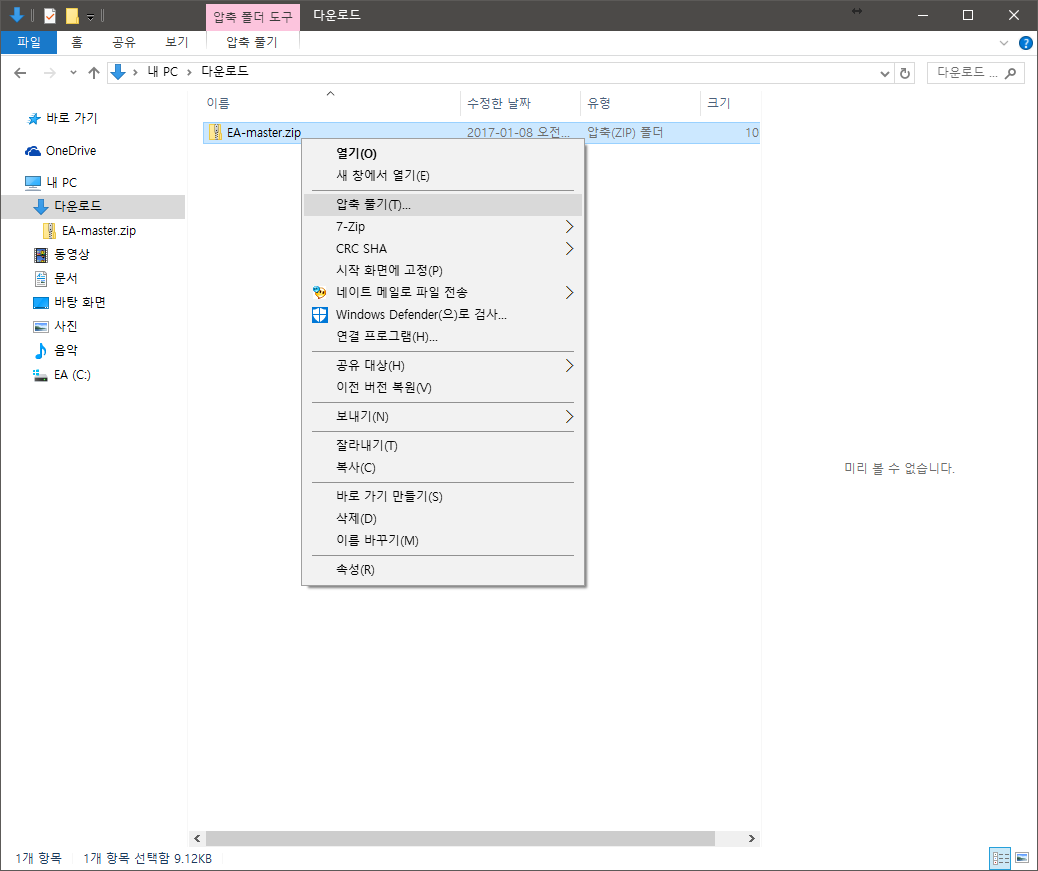 압축 폴더 도구
다운로드
파일
홈
공유
보기
압축 풀기
내 PC
다운로드
다운로드 ...
바로 가기
OneDrive
내 PC
다운로드
EA-master.zip
동영상
문서
바탕 화면
사진
음악
EA (C:)
이름
수정한 날짜
유형
크기
EA-master.zip
2017-01-08 오전...
압축(ZIP) 폴더
10
열기(O)
새 창에서 열기(E)
압축 풀기(T)...
7-Zip
CRC SHA
시작 화면에 고정(P)
네이트 메일로 파일 전송
Windows Defender(으)로 검사...
연결 프로그램(H)...
공유 대상(H)
이전 버전 복원(V)
보내기(N)
잘라내기(T)
복사(C)
바로 가기 만들기(S)
삭제(D)
이름 바꾸기(M)
속성(R)
미리 볼 수 없습니다.
1개 항목
1개 항목 선택함 9.12KB